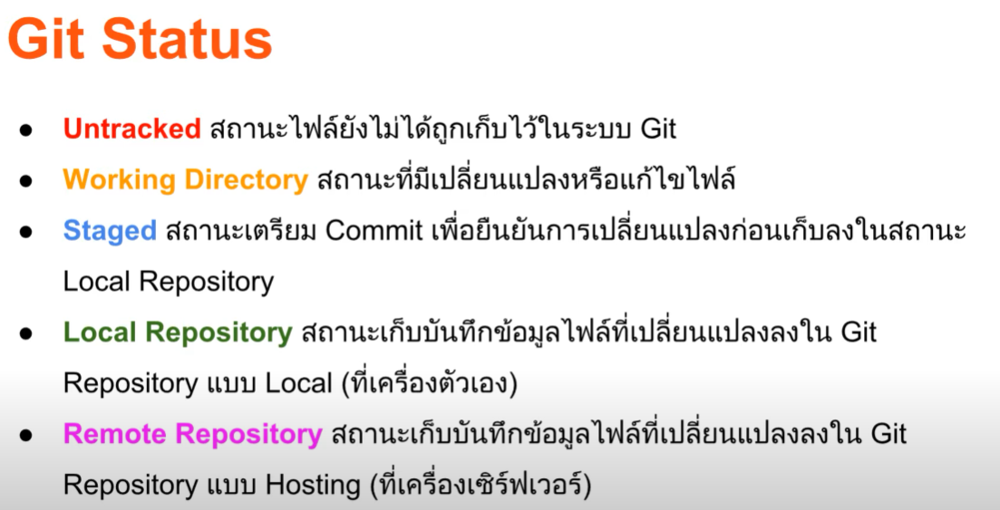 Git Status
● Untracked สถานะไฟล์ยังไม่ได้ถูกเก็บไว้ในระบบ Git
● Working Directory สถานะที่มีเปลี่ยนแปลงหรือแก้ไขไฟล์
● Staged สถานะเตรียม Commit เพื่อยืนยันการเปลี่ยนแปลงก่อนเก็บลงในสถานะ
Local Repository
● Local Repository สถานะเก็บบันทึกข้อมูลไฟล์ที่เปลี่ยนแปลงลงใน Git
Repository แบบ Local (ที่เครื่องตัวเอง)
● Remote Repository สถานะเก็บบันทึกข้อมูลไฟล์ที่เปลี่ยนแปลงลงใน Git
Repository แบบ Hosting (ที่เครื่องเซิร์ฟเวอร์)